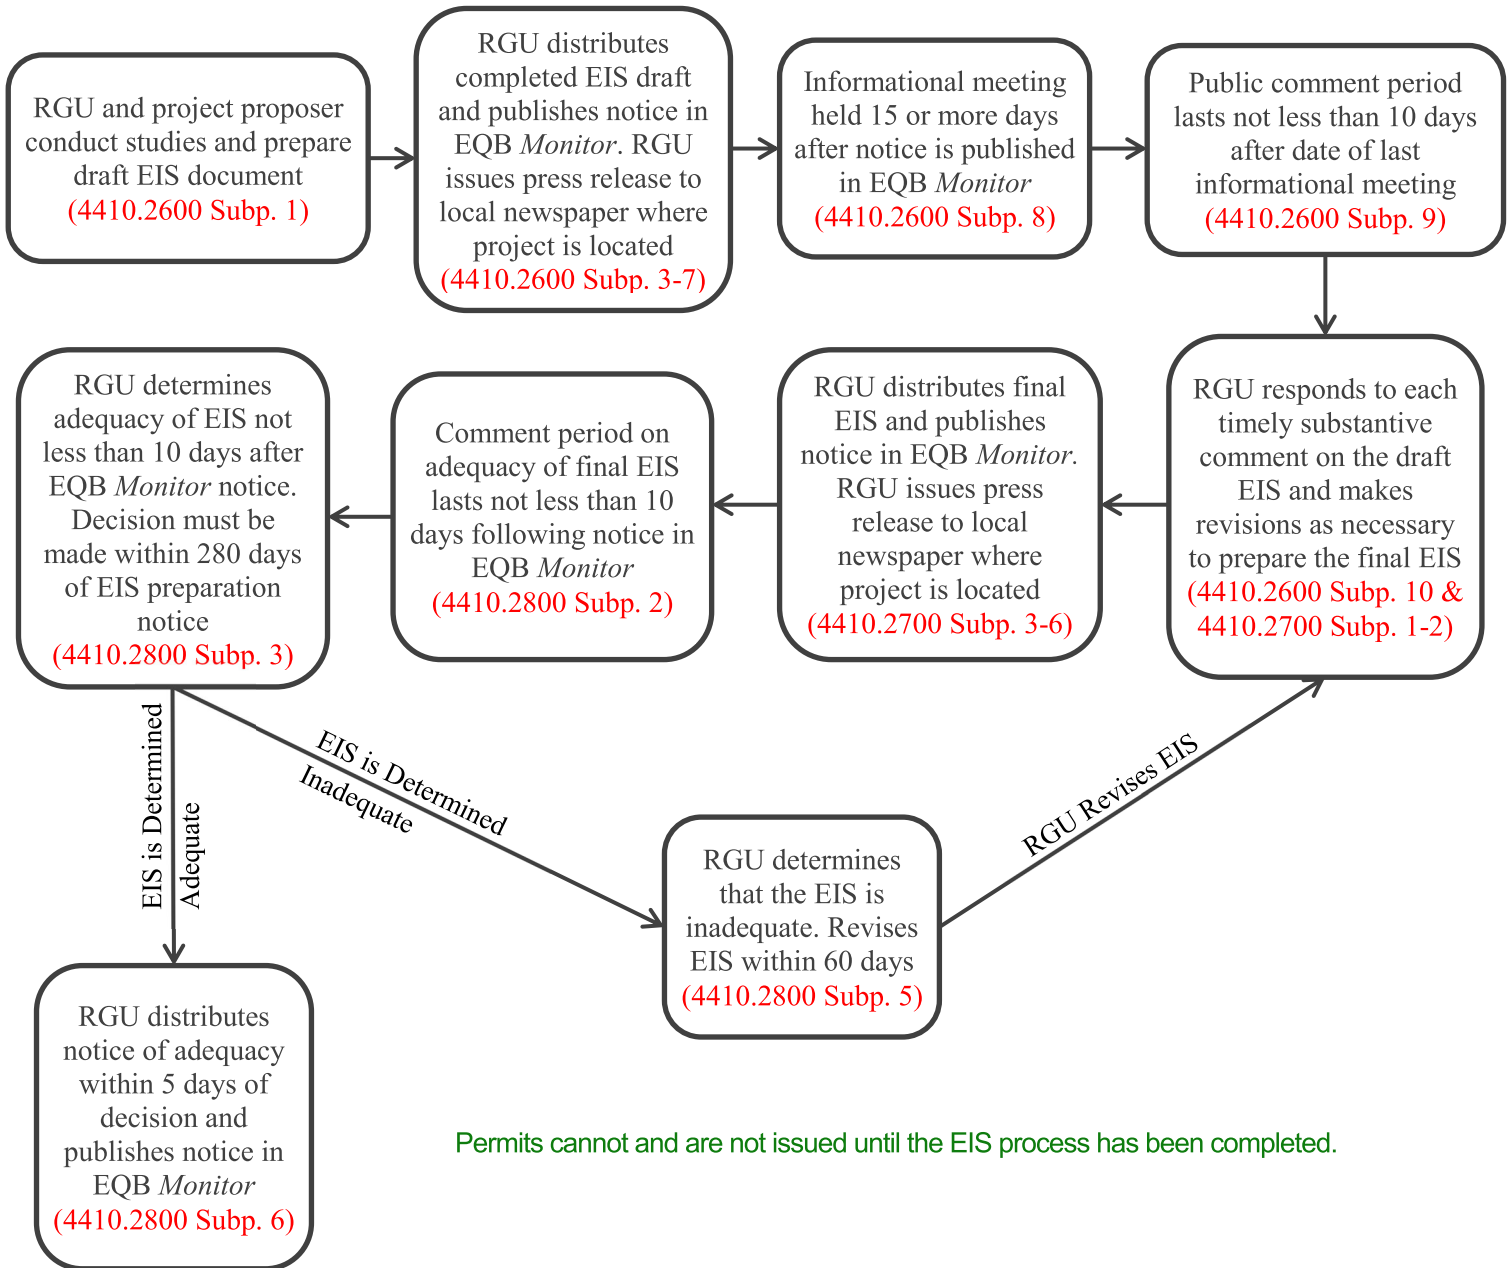 RGU and project proposer
conduct studies and prepare
draft EIS document
(4410.2600 Subp. 1)
RGU distributes
completed EIS draft
and publishes notice in
EQB Monitor. RGU
issues press release to
local newspaper where
project is located
(4410.2600 Subp. 3-7)
Informational meeting
held 15 or more days
after notice is published
in EQB Monitor
(4410.2600 Subp. 8)
Public comment period
lasts not less than 10 days
after date of last
informational meeting
(4410.2600 Subp. 9)
RGU responds to each
timely substantive
comment on the draft
EIS and makes
revisions as necessary
to prepare the final EIS
(4410.2600 Subp. 10 &
4410.2700 Subp. 1-2)
RGU distributes final
EIS and publishes
notice in EQB Monitor.
RGU issues press
release to local
newspaper where
project is located
(4410.2700 Subp. 3-6)
Comment period on
adequacy of final EIS
lasts not less than 10
days following notice in
EQB Monitor
(4410.2800 Subp. 2)
RGU determines
adequacy of EIS not
less than 10 days after
EQB Monitor notice.
Decision must be
made within 280 days
of EIS preparation
notice
(4410.2800 Subp. 3)
EIS is Determined
Adequate
EIS is Determined
Inadequate
RGU determines
that the EIS is
inadequate. Revises
EIS within 60 days
(4410.2800 Subp. 5)
RGU Revises EIS
RGU distributes
notice of adequacy
within 5 days of
decision and
publishes notice in
EQB Monitor
(4410.2800 Subp. 6)
Permits cannot and are not issued until the EIS process has been completed.